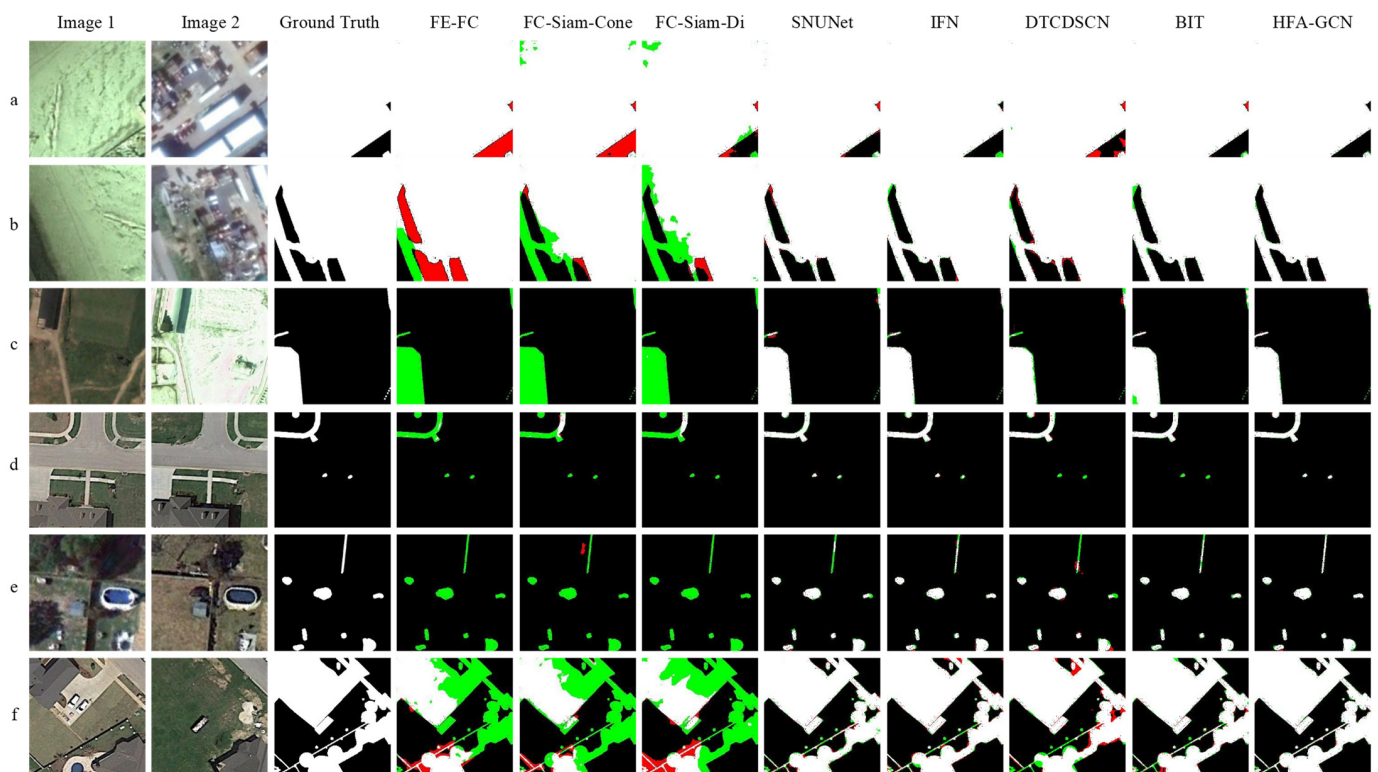 Image 1 Image 2 Ground Truth FE-FC FC-Siam-Cone FC-Siam-Di SNUNet IFN DTCDSCN BIT HFA-GCN
a
b
c
d
e
f